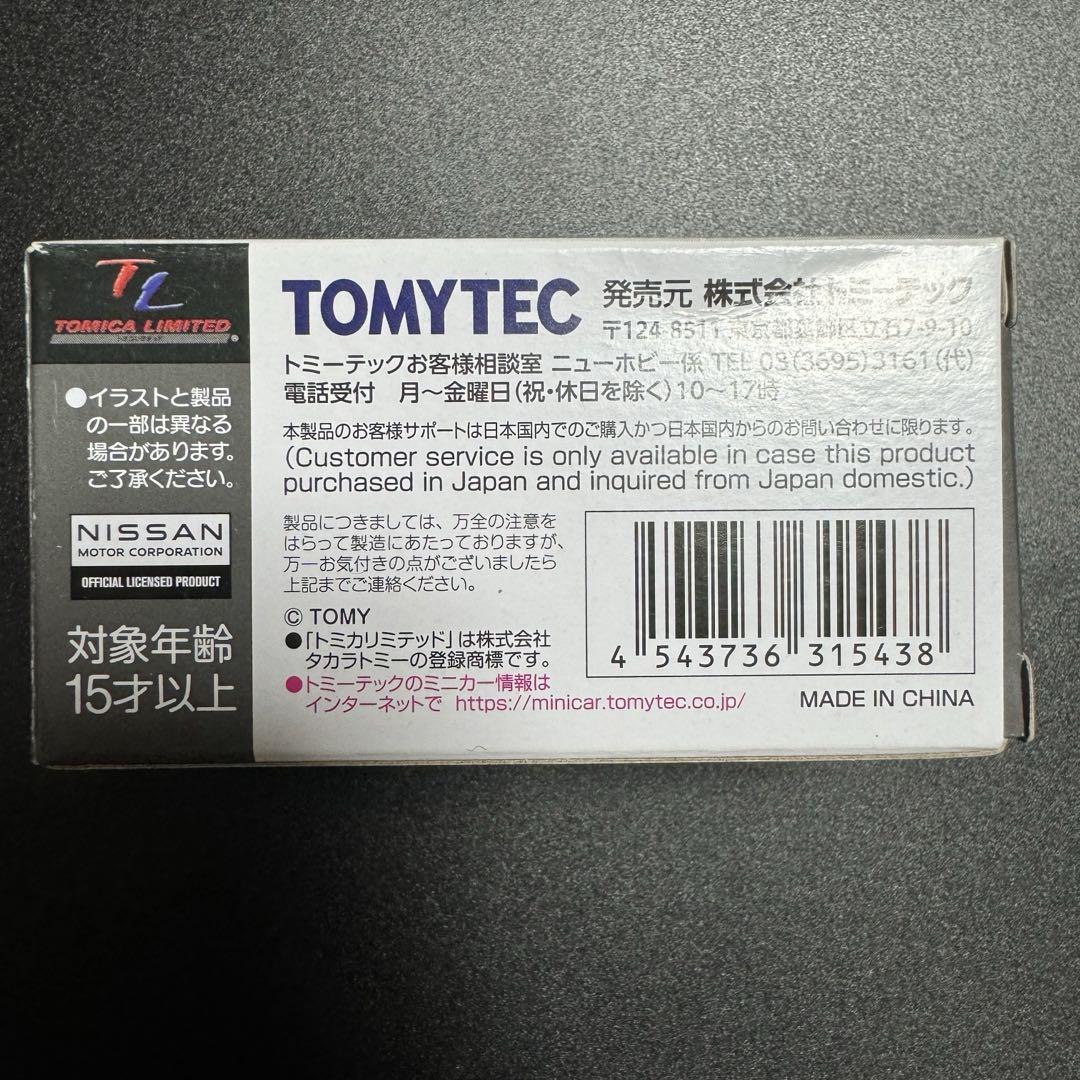 TL
TOMICA LIMITED
●イラストと製品
の一部は異なる
場合があります。
ご了承ください。
NISSAN
MOTOR CORPORATION
OFFICIAL LICENSED PRODUCT
対象年齢
15才以上
TOMYTEC 発売元 株式会社トミーテック
〒124-8511 東京都葛飾区立石7-9-10
トミーテックお客様相談室 ニューホビー係 TEL 03(3695)3161(代)
電話受付 月～金曜日(祝・休日を除く)10～17時
本製品のお客様サポートは日本国内でのご購入かつ日本国内からのお問い合わせに限ります。
(Customer service is only available in case this product
purchased in Japan and inquired from Japan domestic.)
製品につきましては、万全の注意を
はらって製造にあたっておりますが、
万一お気付きの点がございましたら
上記までご連絡ください。
© TOMY
●「トミカリミテッド」は株式会社
タカラトミーの登録商標です。
●トミーテックのミニカー情報は
インターネットで https://minicar.tomytec.co.jp/
4 543736 315438
MADE IN CHINA